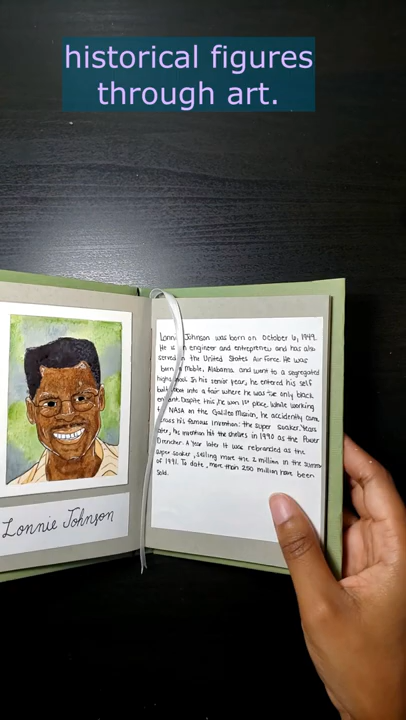 historical figures
through art.
Lonnie Johnson was born on October 6, 1949.
He is an engineer and entrepreneur and has also
served in the United States Air Force. He was
born Mobile, Alabama and went to a segregated
high school. In his senior year, he entered his self
built into a fair where he was the only black
Despite this, he won 1st place. While working
NASA on the Galileo Mission, he accidently came
across his famous invention: the super soaker. Years
later, his invention hit the shelves in 1990 as the Power
Drencher. A year later it was rebranded as the
super soaker, selling more the 2 million in the summer
of 1991. To date, more than 250 million have been
sold.
Lonnie Johnson